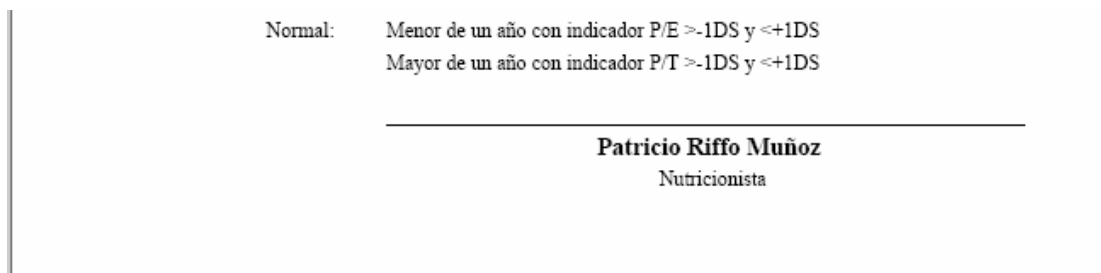 Normal: Menor de un año con indicador P/E >-1DS y <+1DS
Mayor de un año con indicador P/T >-1DS y <+1DS
Patricio Riffo Muñoz
Nutricionista